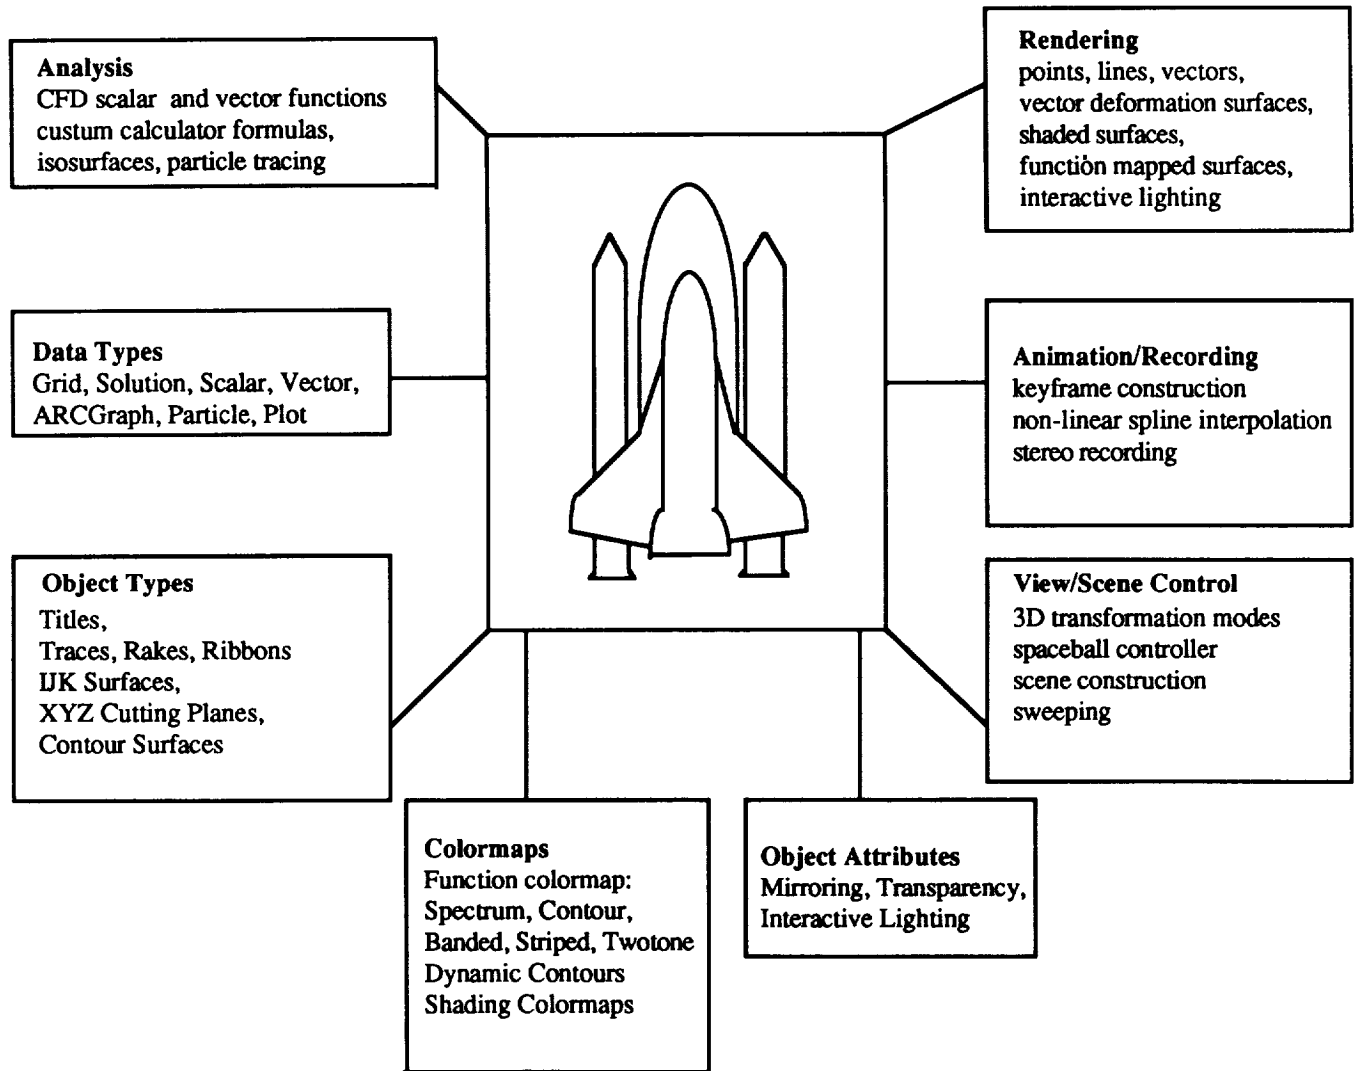 Analysis
CFD scalar and vector functions
custum calculator formulas,
isosurfaces, particle tracing
Rendering
points, lines, vectors,
vector deformation surfaces,
shaded surfaces,
function mapped surfaces,
interactive lighting
Data Types
Grid, Solution, Scalar, Vector,
ARCGraph, Particle, Plot
Animation/Recording
keyframe construction
non-linear spline interpolation
stereo recording
Object Types
Titles,
Traces, Rakes, Ribbons
IJK Surfaces,
XYZ Cutting Planes,
Contour Surfaces
View/Scene Control
3D transformation modes
spaceball controller
scene construction
sweeping
Colormaps
Function colormap:
Spectrum, Contour,
Banded, Striped, Twotone
Dynamic Contours
Shading Colormaps
Object Attributes
Mirroring, Transparency,
Interactive Lighting